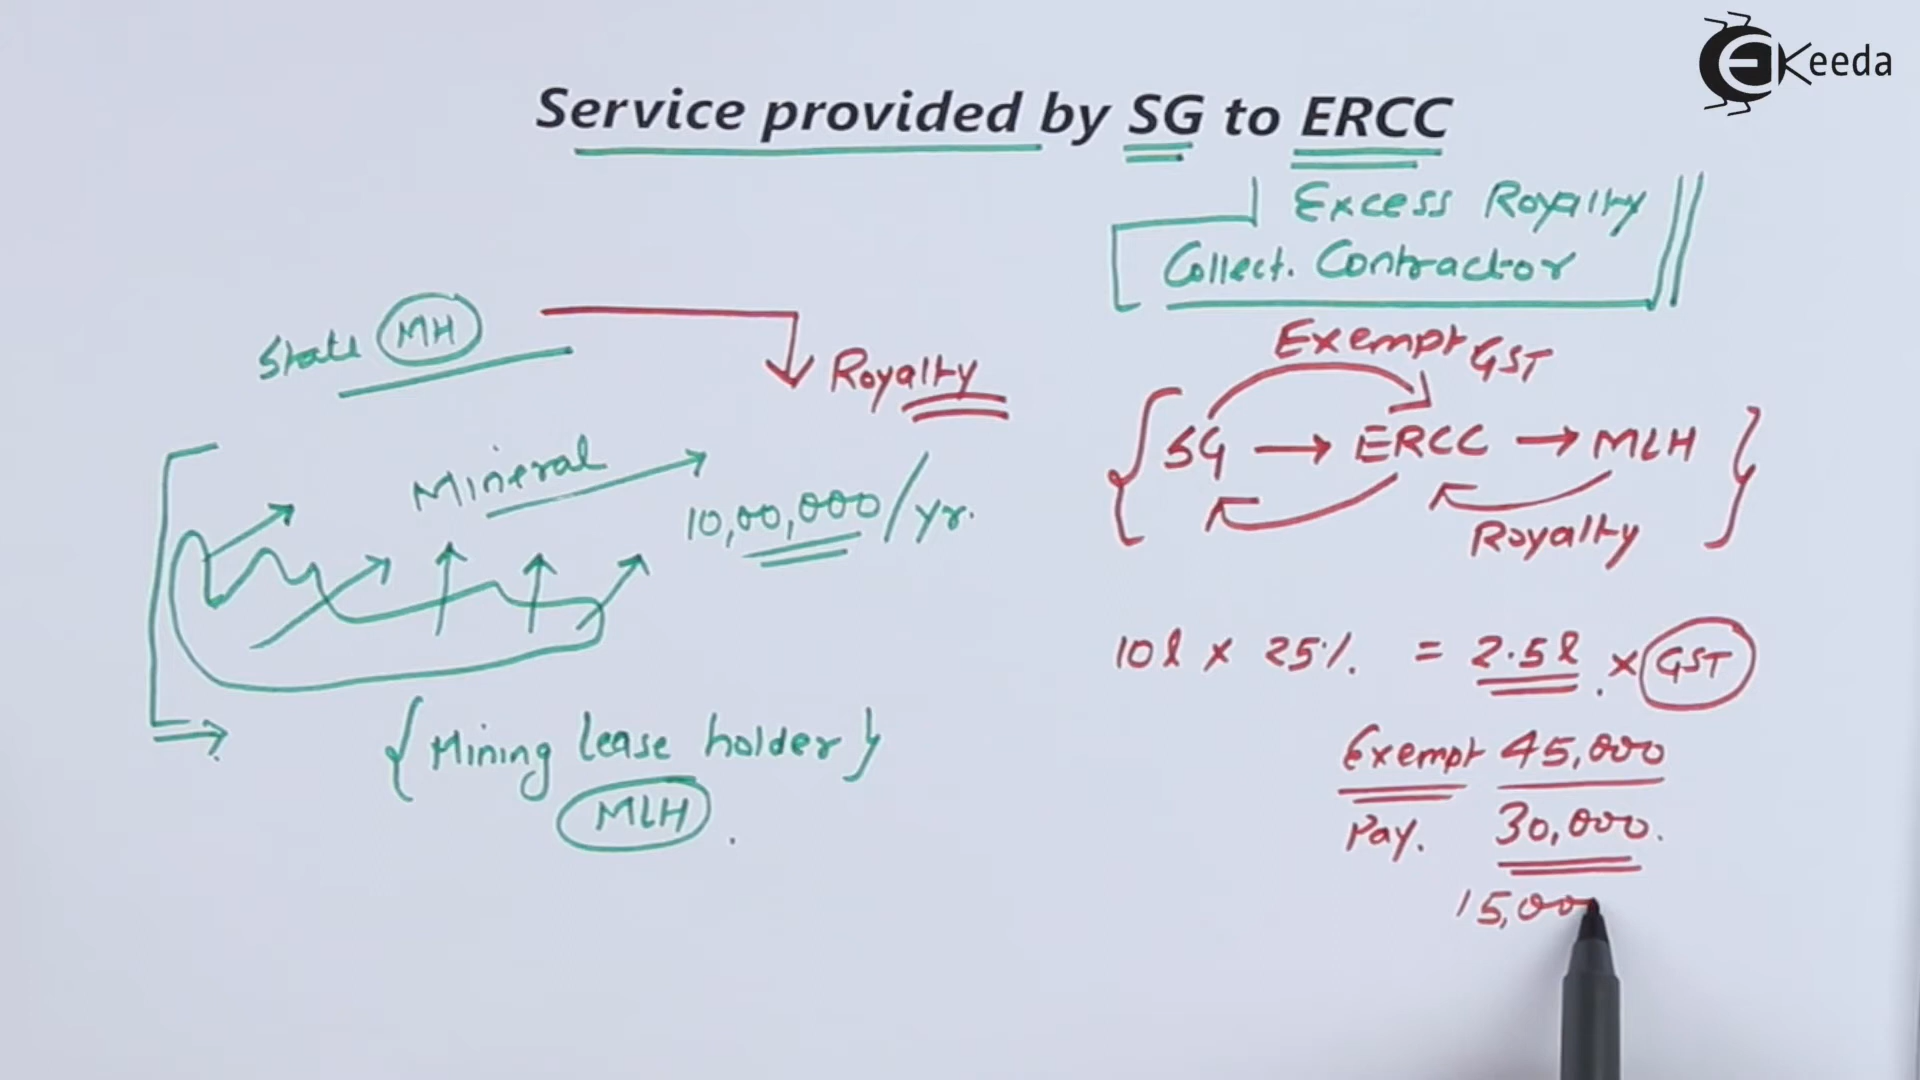 EKeeda
Service provided by SG to ERCC
Excess Royalty
Collect. Contractor
State MH
Royalty
Exempt GST
SG → ERCC → MLH
Royalty
Mineral
10,00,000/yr.
{Mining lease holder}
MLH.
10l x 25%. = 2.5l. x GST
Exempt 45,000
Pay. 30,000.
15,000